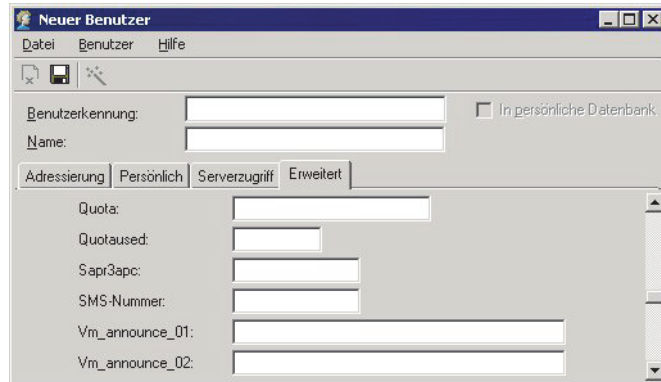 Neuer Benutzer
Datei Benutzer Hilfe
Benutzerkennung: In persönliche Datenbank
Name:
Adressierung Persönlich Serverzugriff Erweitert
Quota:
Quotaused:
Sapr3apc:
SMS-Nummer:
Vm_announce_01:
Vm_announce_02: